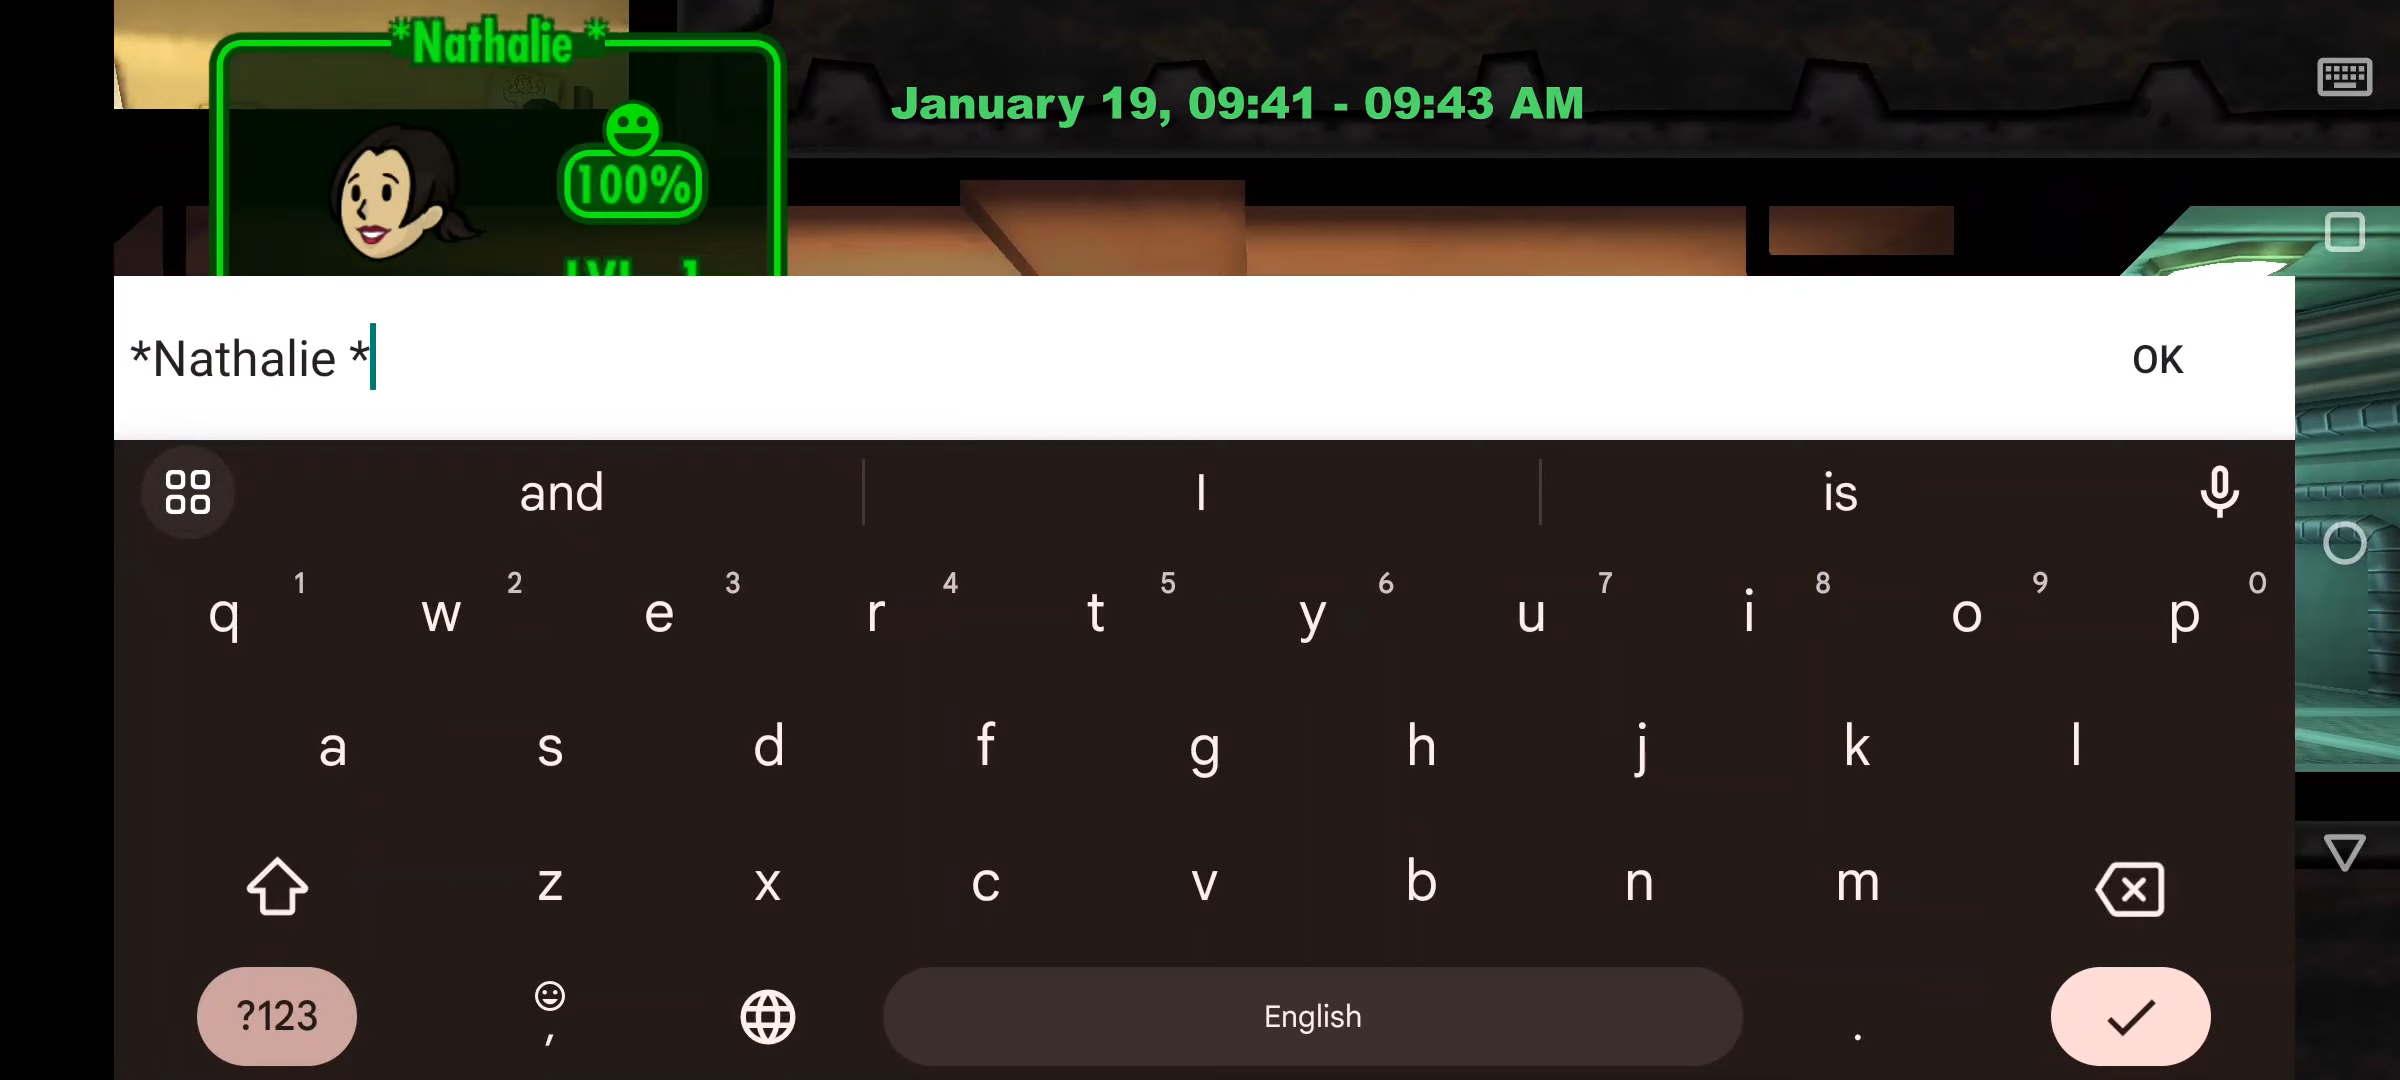 *Nathalie *
January 19, 09:41 - 09:43 AM
100%
*Nathalie *
OK
and I is
1 2 3 4 5 6 7 8 9 0
q w e r t y u i o p
a s d f g h j k l
z x c v b n m
?123 , English .